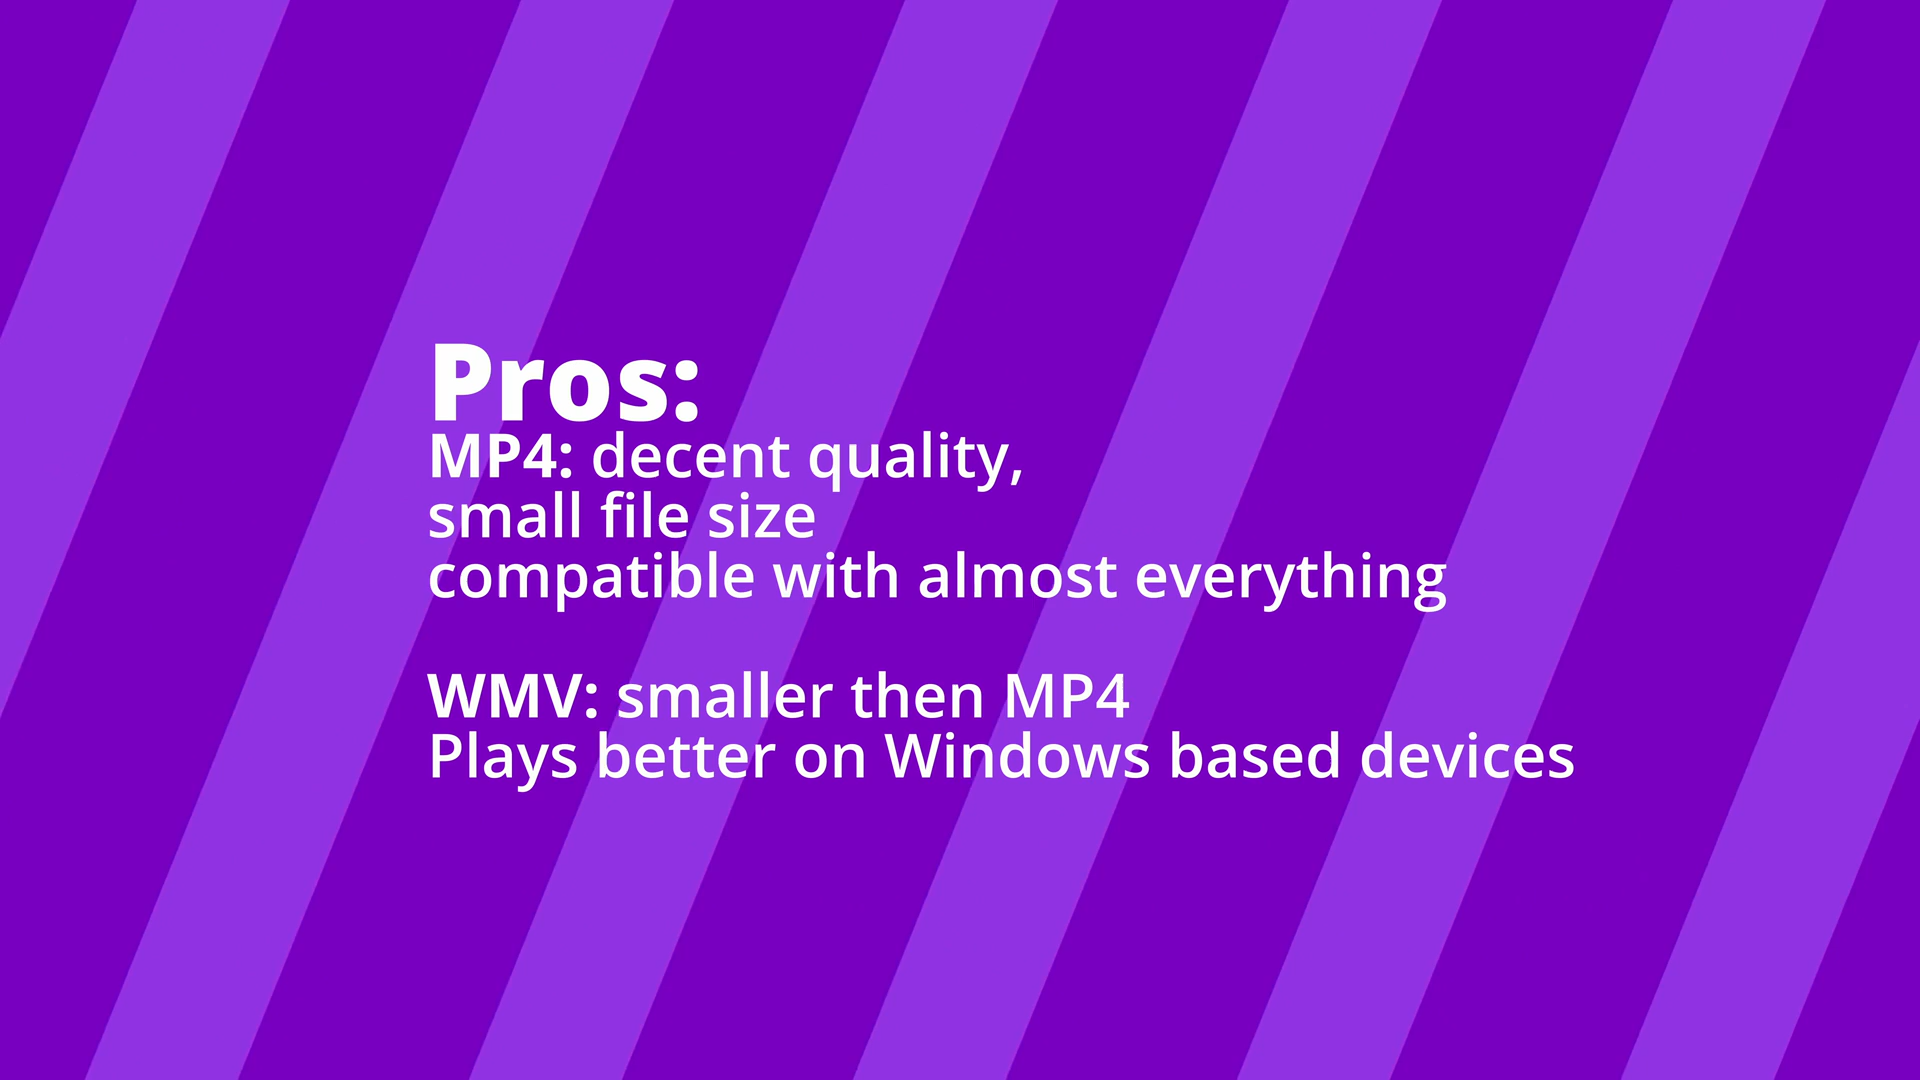 Pros:
MP4: decent quality,
small file size
compatible with almost everything
WMV: smaller then MP4
Plays better on Windows based devices